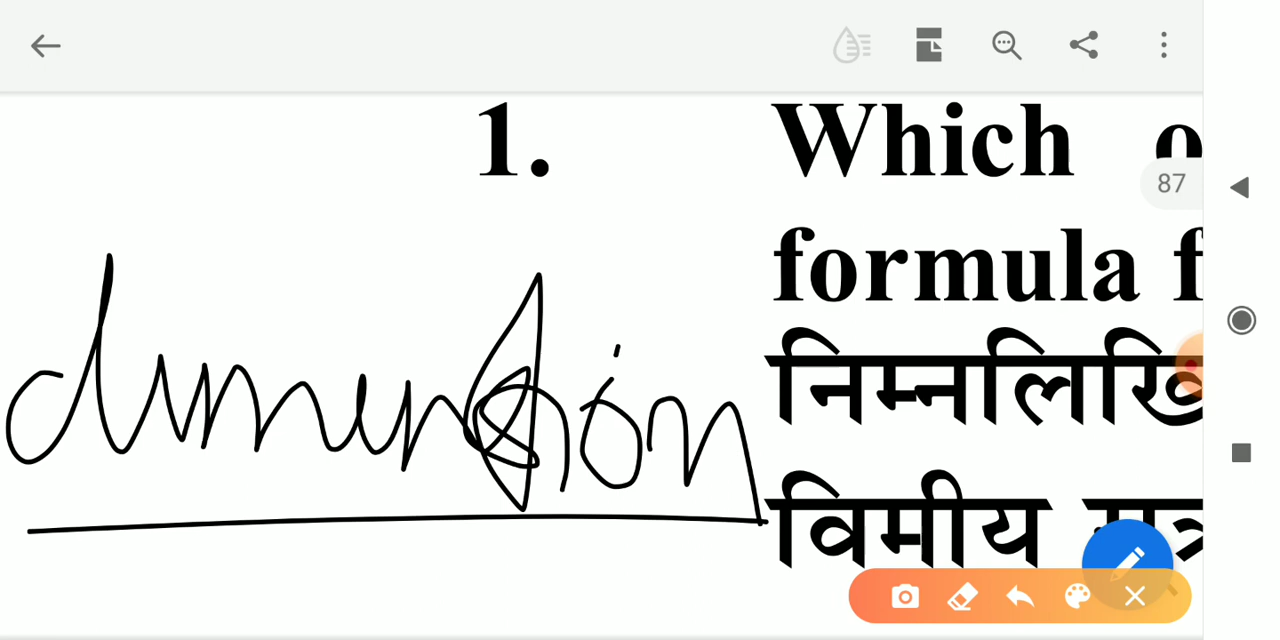 1. Which o
87
formula f
dimension
निम्नलिखि
विमीय सूत्र